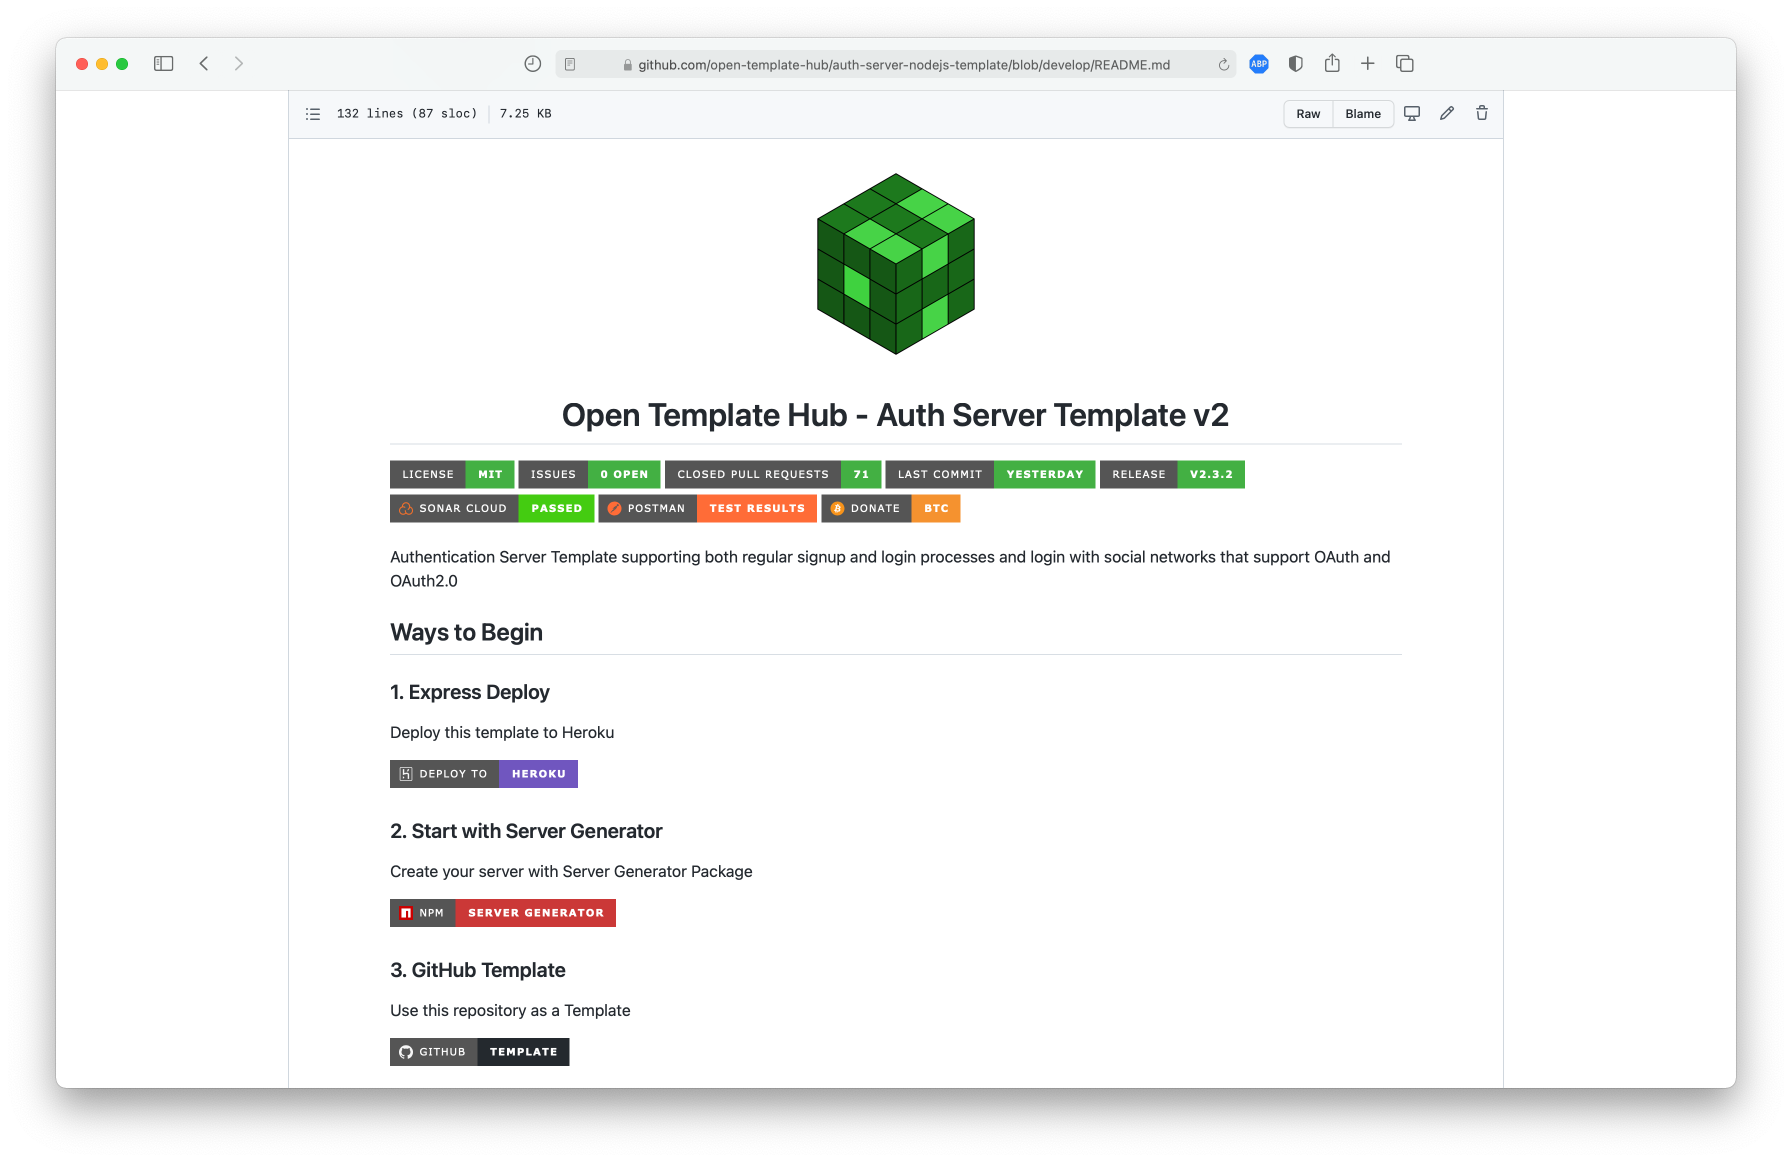 ABP
github.com/open-template-hub/auth-server-nodejs-template/blob/develop/README.md
132 lines (87 sloc) 7.25 KB
Raw Blame
Open Template Hub - Auth Server Template v2
LICENSE MIT ISSUES 0 OPEN CLOSED PULL REQUESTS 71 LAST COMMIT YESTERDAY RELEASE V2.3.2
SONAR CLOUD PASSED POSTMAN TEST RESULTS DONATE BTC
Authentication Server Template supporting both regular signup and login processes and login with social networks that support OAuth and
OAuth2.0
Ways to Begin
1. Express Deploy
Deploy this template to Heroku
DEPLOY TO HEROKU
2. Start with Server Generator
Create your server with Server Generator Package
NPM SERVER GENERATOR
3. GitHub Template
Use this repository as a Template
GITHUB TEMPLATE